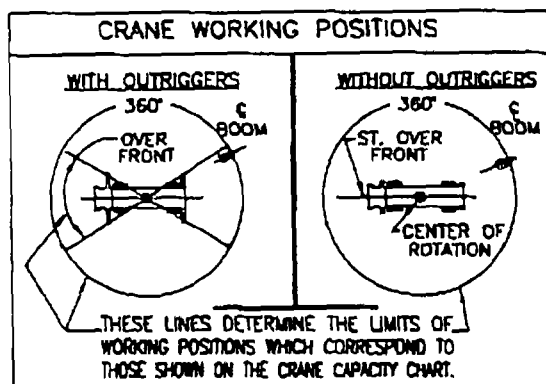 CRANE WORKING POSITIONS
WITH OUTRIGGERS
360°
℄
BOOM
OVER
FRONT
WITHOUT OUTRIGGERS
360°
℄
BOOM
ST. OVER
FRONT
CENTER OF
ROTATION
THESE LINES DETERMINE THE LIMITS OF
WORKING POSITIONS WHICH CORRESPOND TO
THOSE SHOWN ON THE CRANE CAPACITY CHART.